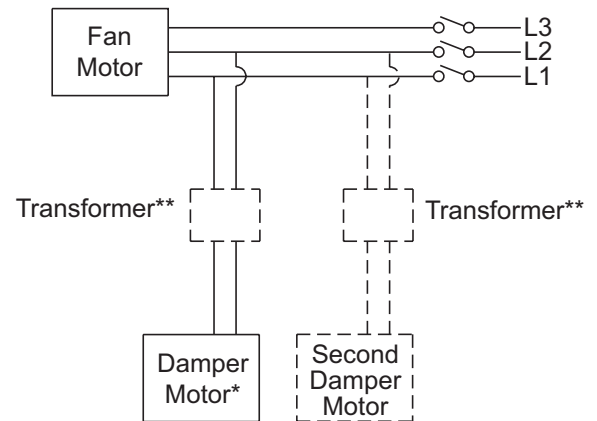 Fan
Motor
L3
L2
L1
Transformer**
Transformer**
Damper
Motor*
Second
Damper
Motor